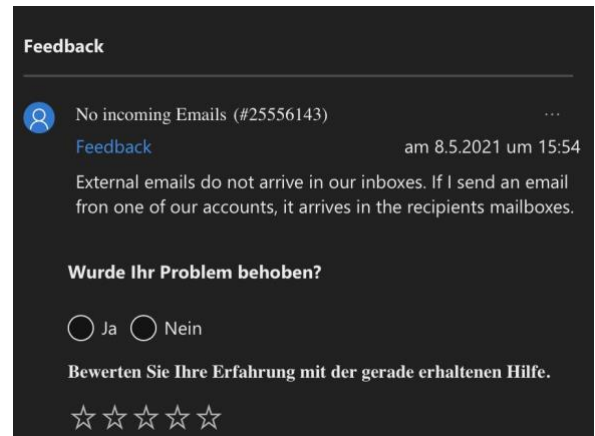 Feedback
No incoming Emails (#25556143) ...
Feedback am 8.5.2021 um 15:54
External emails do not arrive in our inboxes. If I send an email
fron one of our accounts, it arrives in the recipients mailboxes.
Wurde Ihr Problem behoben?
Ja Nein
Bewerten Sie Ihre Erfahrung mit der gerade erhaltenen Hilfe.